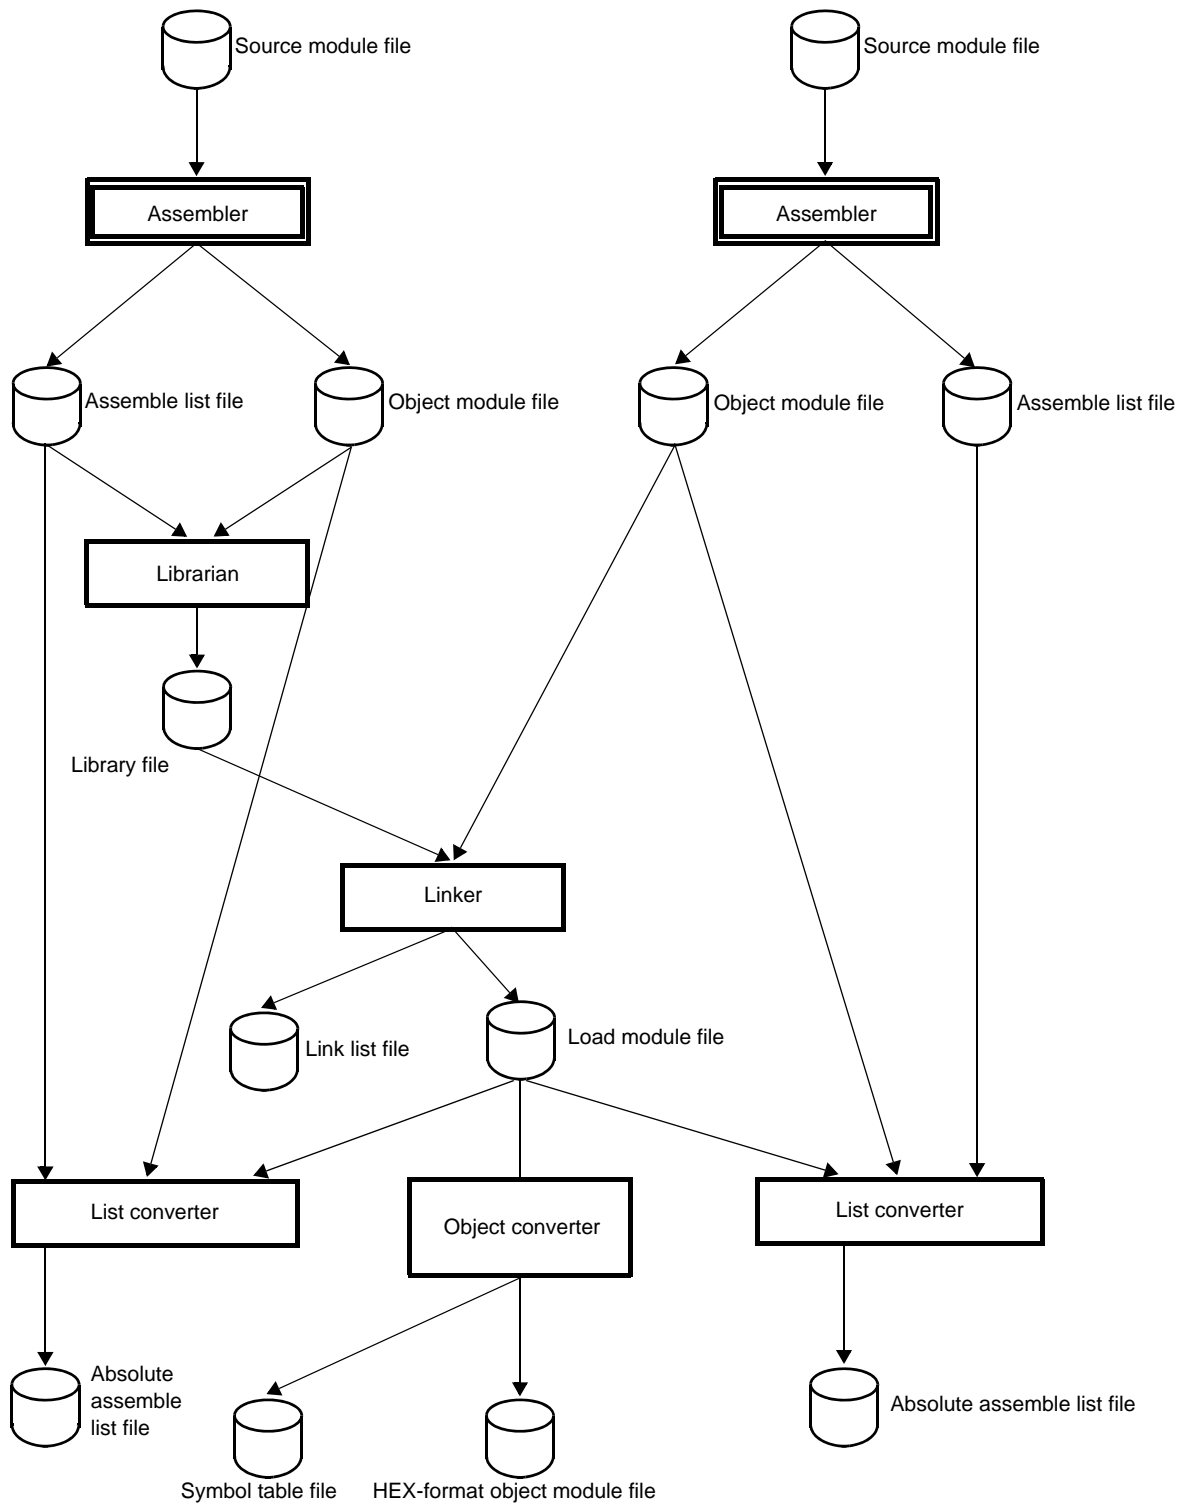 Source module file
Source module file
Assembler
Assembler
Assemble list file
Object module file
Object module file
Assemble list file
Librarian
Library file
Linker
Link list file
Load module file
List converter
Object converter
List converter
Absolute
assemble
list file
Absolute assemble list file
Symbol table file
HEX-format object module file